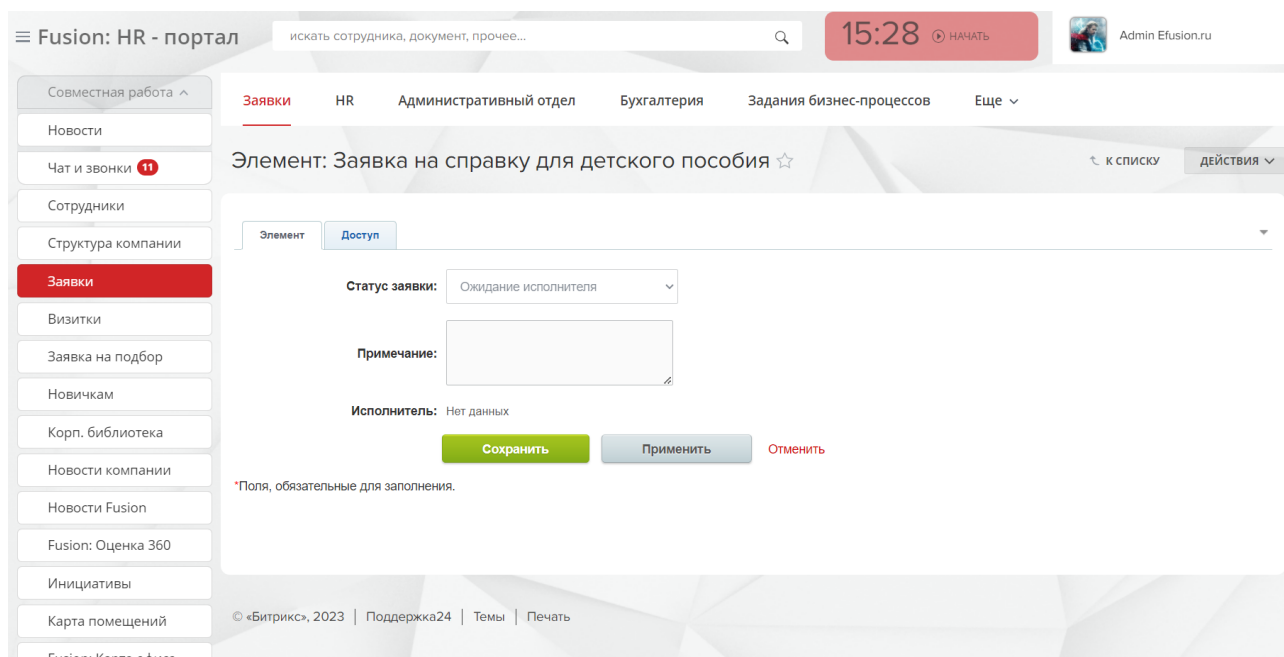 Fusion: HR - портал
искать сотрудника, документ, прочее...
15:28 НАЧАТЬ
Admin Efusion.ru
Совместная работа
Новости
Чат и звонки 11
Сотрудники
Структура компании
Заявки
Визитки
Заявка на подбор
Новичкам
Корп. библиотека
Новости компании
Новости Fusion
Fusion: Оценка 360
Инициативы
Карта помещений
Заявки HR Административный отдел Бухгалтерия Задания бизнес-процессов Еще
Элемент: Заявка на справку для детского пособия
К СПИСКУ
ДЕЙСТВИЯ
Элемент Доступ
Статус заявки: Ожидание исполнителя
Примечание:
Исполнитель: Нет данных
Сохранить Применить Отменить
*Поля, обязательные для заполнения.
© «Битрикс», 2023 | Поддержка24 | Темы | Печать